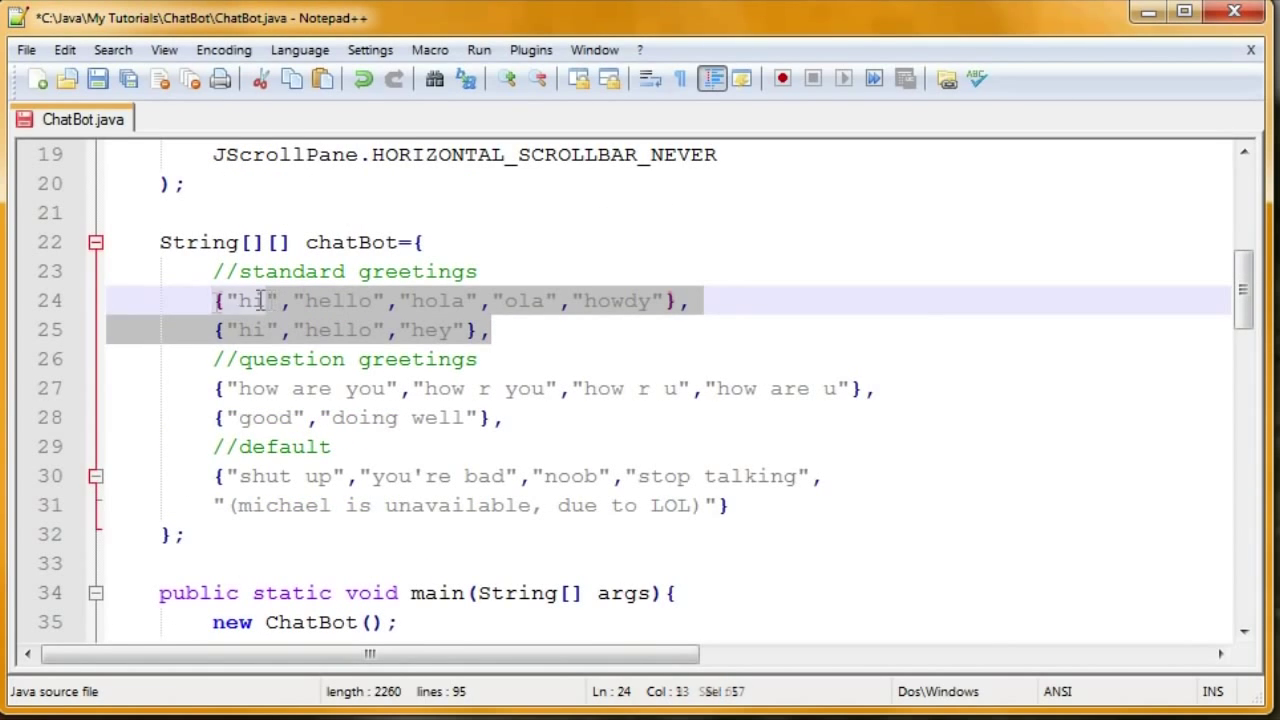 *C:\Java\My Tutorials\ChatBot\ChatBot.java - Notepad++
File Edit Search View Encoding Language Settings Macro Run Plugins Window ? X
ChatBot.java
19 JScrollPane.HORIZONTAL_SCROLLBAR_NEVER
20 );
21
22 String[][] chatBot={
23 //standard greetings
24 {"hi","hello","hola","ola","howdy"},
25 {"hi","hello","hey"},
26 //question greetings
27 {"how are you","how r you","how r u","how are u"},
28 {"good","doing well"},
29 //default
30 {"shut up","you're bad","noob","stop talking",
31 "(michael is unavailable, due to LOL)"}
32 };
33
34 public static void main(String[] args){
35 new ChatBot();
Java source file length : 2260 lines : 95 Ln : 24 Col : Sel : Dos\Windows ANSI INS